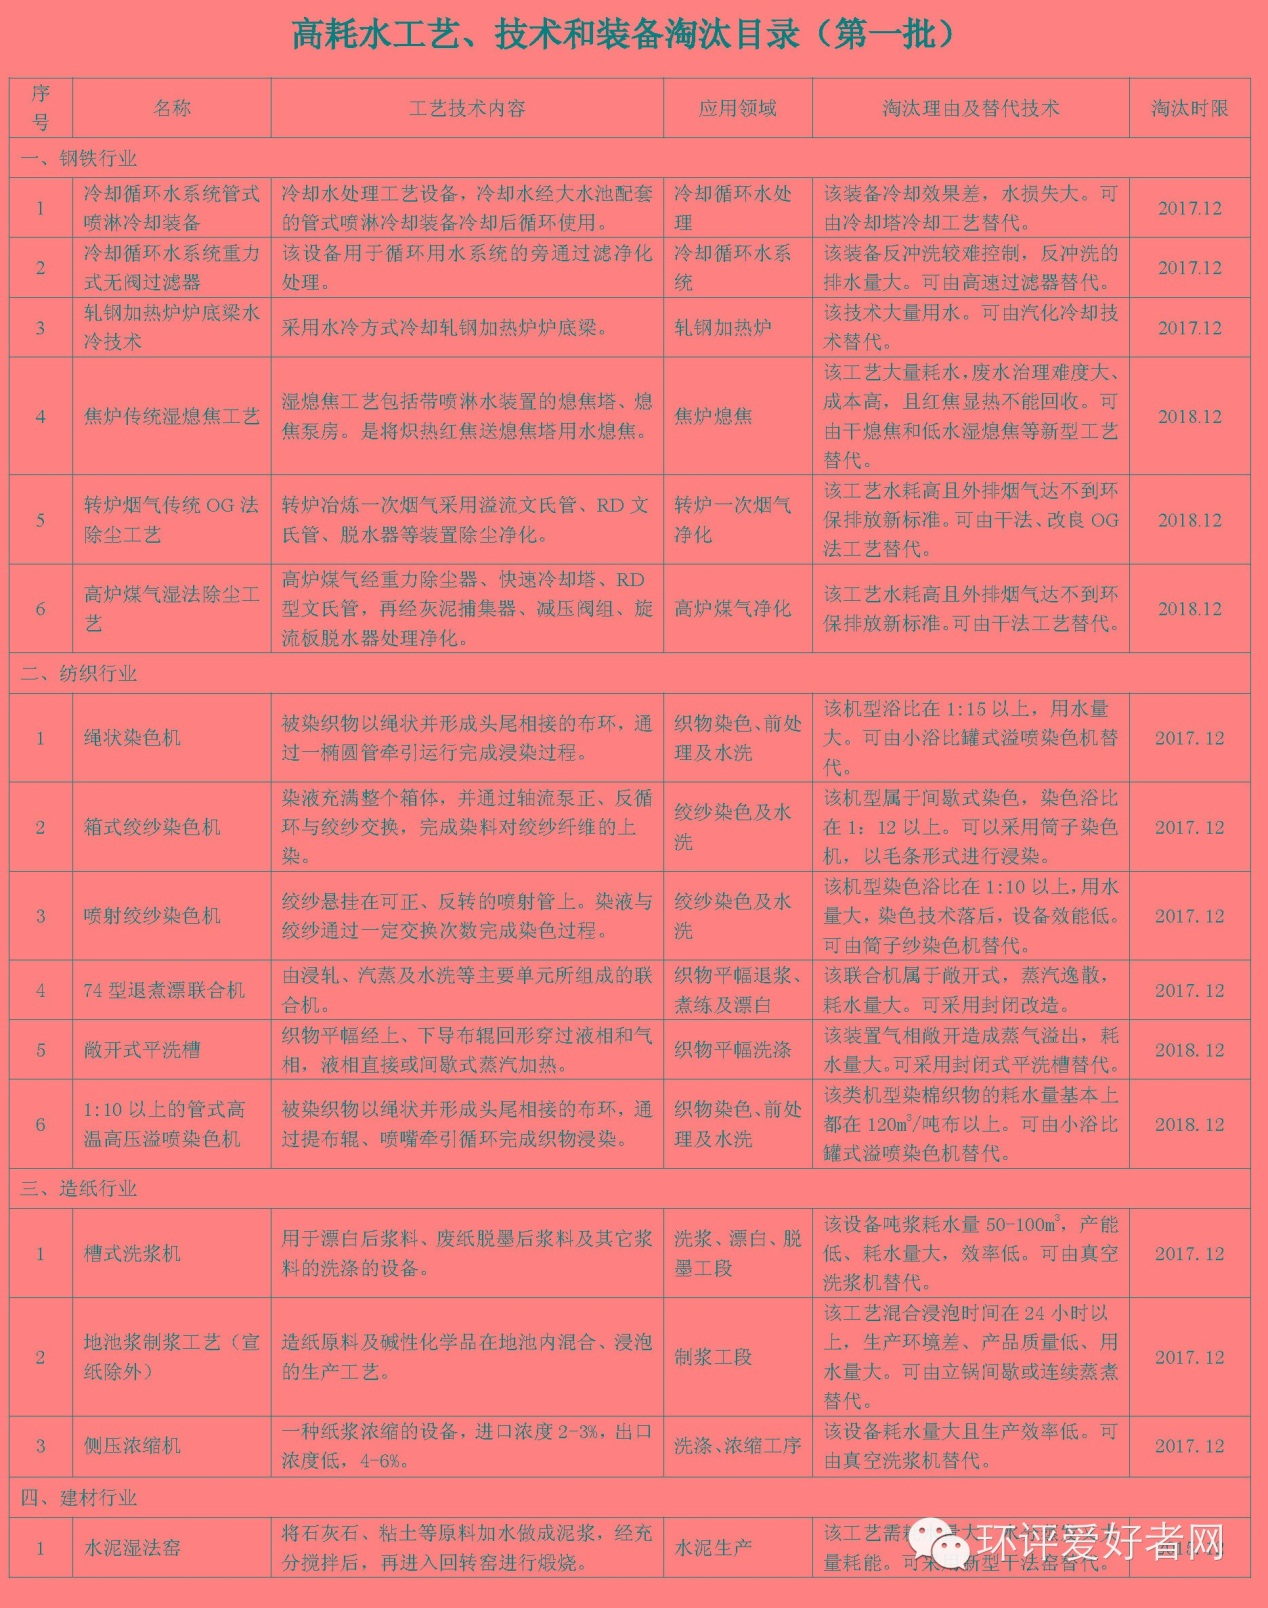 高耗水工艺、技术和装备淘汰目录（第一批）
序号 名称 工艺技术内容 应用领域 淘汰理由及替代技术 淘汰时限
一、钢铁行业
1 冷却循环水系统管式喷淋冷却装备 冷却水处理工艺设备，冷却水经大水池配套的管式喷淋冷却装备冷却后循环使用。 冷却循环水处理 该装备冷却效果差，水损失大。可由冷却塔冷却工艺替代。 2017.12
2 冷却循环水系统重力式无阀过滤器 该设备用于循环用水系统的旁通过滤净化处理。 冷却循环水系统 该装备反冲洗较难控制，反冲洗的排水量大。可由高速过滤器替代。 2017.12
3 轧钢加热炉炉底梁水冷技术 采用水冷方式冷却轧钢加热炉炉底梁。 轧钢加热炉 该技术大量用水。可由汽化冷却技术替代。 2017.12
4 焦炉传统湿熄焦工艺 湿熄焦工艺包括带喷淋水装置的熄焦塔、熄焦泵房。是将炽热红焦送熄焦塔用水熄焦。 焦炉熄焦 该工艺大量耗水，废水治理难度大、成本高，且红焦显热不能回收。可由干熄焦和低水湿熄焦等新型工艺替代。 2018.12
5 转炉烟气传统OG法除尘工艺 转炉冶炼一次烟气采用溢流文氏管、RD文氏管、脱水器等装置除尘净化。 转炉一次烟气净化 该工艺水耗高且外排烟气达不到环保排放新标准。可由干法、改良OG法工艺替代。 2018.12
6 高炉煤气湿法除尘工艺 高炉煤气经重力除尘器、快速冷却塔、RD型文氏管，再经灰泥捕集器、减压阀组、旋流板脱水器处理净化。 高炉煤气净化 该工艺水耗高且外排烟气达不到环保排放新标准。可由干法工艺替代。 2018.12
二、纺织行业
1 绳状染色机 被染织物以绳状并形成头尾相接的布环，通过一椭圆管牵引运行完成浸染过程。 织物染色、前处理及水洗 该机型浴比在1:15以上，用水量大。可由小浴比罐式溢喷染色机替代。 2017.12
2 箱式绞纱染色机 染液充满整个箱体，并通过轴流泵正、反循环与绞纱交换，完成染料对绞纱纤维的上染。 绞纱染色及水洗 该机型属于间歇式染色，染色浴比在1：12以上。可以采用筒子染色机，以毛条形式进行浸染。 2017.12
3 喷射绞纱染色机 绞纱悬挂在可正、反转的喷射管上。染液与绞纱通过一定交换次数完成染色过程。 绞纱染色及水洗 该机型染色浴比在1:10以上，用水量大，染色技术落后，设备效能低。可由筒子纱染色机替代。 2017.12
4 74型退煮漂联合机 由浸轧、汽蒸及水洗等主要单元所组成的联合机。 织物平幅退浆、煮练及漂白 该联合机属于敞开式，蒸汽逸散，耗水量大。可采用封闭改造。 2017.12
5 敞开式平洗槽 织物平幅经上、下导布辊回形穿过液相和气相，液相直接或间歇式蒸汽加热。 织物平幅洗涤 该装置气相敞开造成蒸气溢出，耗水量大。可采用封闭式平洗槽替代。 2018.12
6 1:10以上的管式高温高压溢喷染色机 被染织物以绳状并形成头尾相接的布环，通过提布辊、喷嘴牵引循环完成织物浸染。 织物染色、前处理及水洗 该类机型染棉织物的耗水量基本上都在120m³/吨布以上。可由小浴比罐式溢喷染色机替代。 2018.12
三、造纸行业
1 槽式洗浆机 用于漂白后浆料、废纸脱墨后浆料及其它浆料的洗涤的设备。 洗浆、漂白、脱墨工段 该设备吨浆耗水量50-100m³，产能低、耗水量大，效率低。可由真空洗浆机替代。 2017.12
2 地池浆制浆工艺（宣纸除外） 造纸原料及碱性化学品在地池内混合、浸泡的生产工艺。 制浆工段 该工艺混合浸泡时间在24小时以上，生产环境差、产品质量低、用水量大。可由立锅间歇或连续蒸煮替代。 2017.12
3 侧压浓缩机 一种纸浆浓缩的设备，进口浓度2-3%，出口浓度低，4-6%。 洗涤、浓缩工序 该设备耗水量大且生产效率低。可由真空洗浆机替代。 2017.12
四、建材行业
1 水泥湿法窑 将石灰石、粘土等原料加水做成泥浆，经充分搅拌后，再进入回转窑进行煅烧。 水泥生产 该工艺需 量大 量耗能。可采用新型干法窑替代。
环评爱好者网